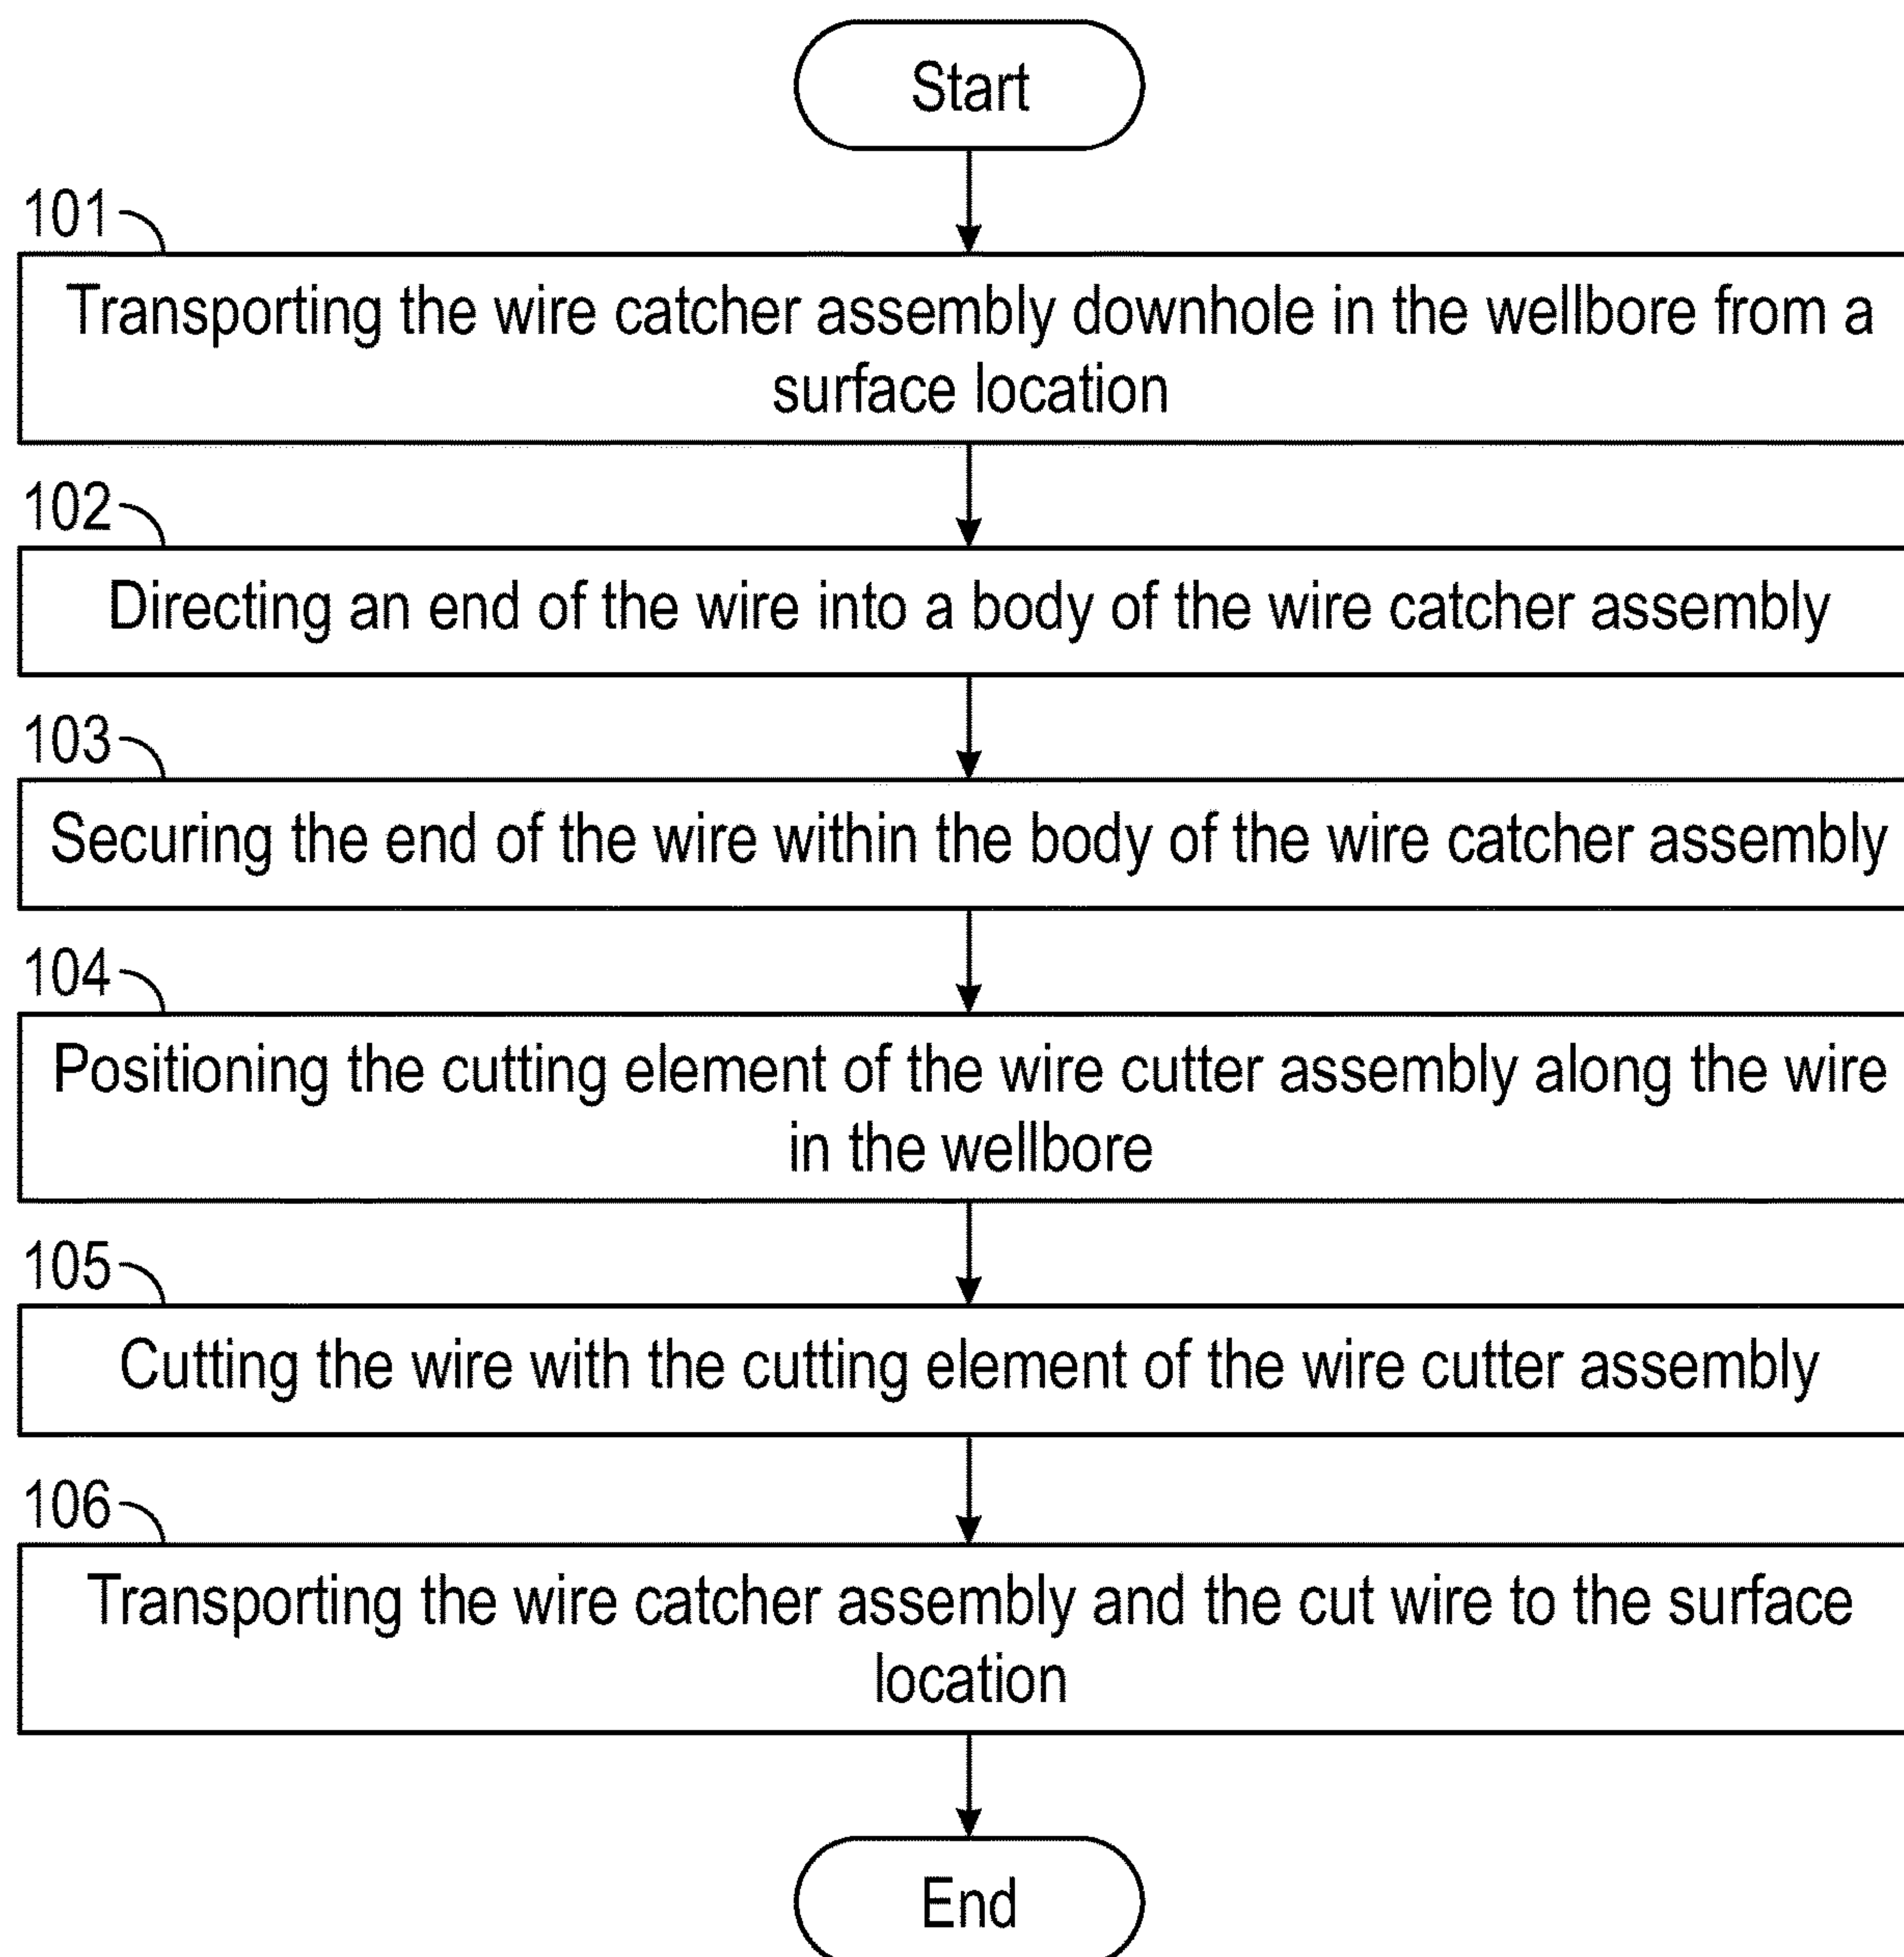 Start
101
Transporting the wire catcher assembly downhole in the wellbore from a
surface location
102
Directing an end of the wire into a body of the wire catcher assembly
103
Securing the end of the wire within the body of the wire catcher assembly
104
Positioning the cutting element of the wire cutter assembly along the wire
in the wellbore
105
Cutting the wire with the cutting element of the wire cutter assembly
106
Transporting the wire catcher assembly and the cut wire to the surface
location
End